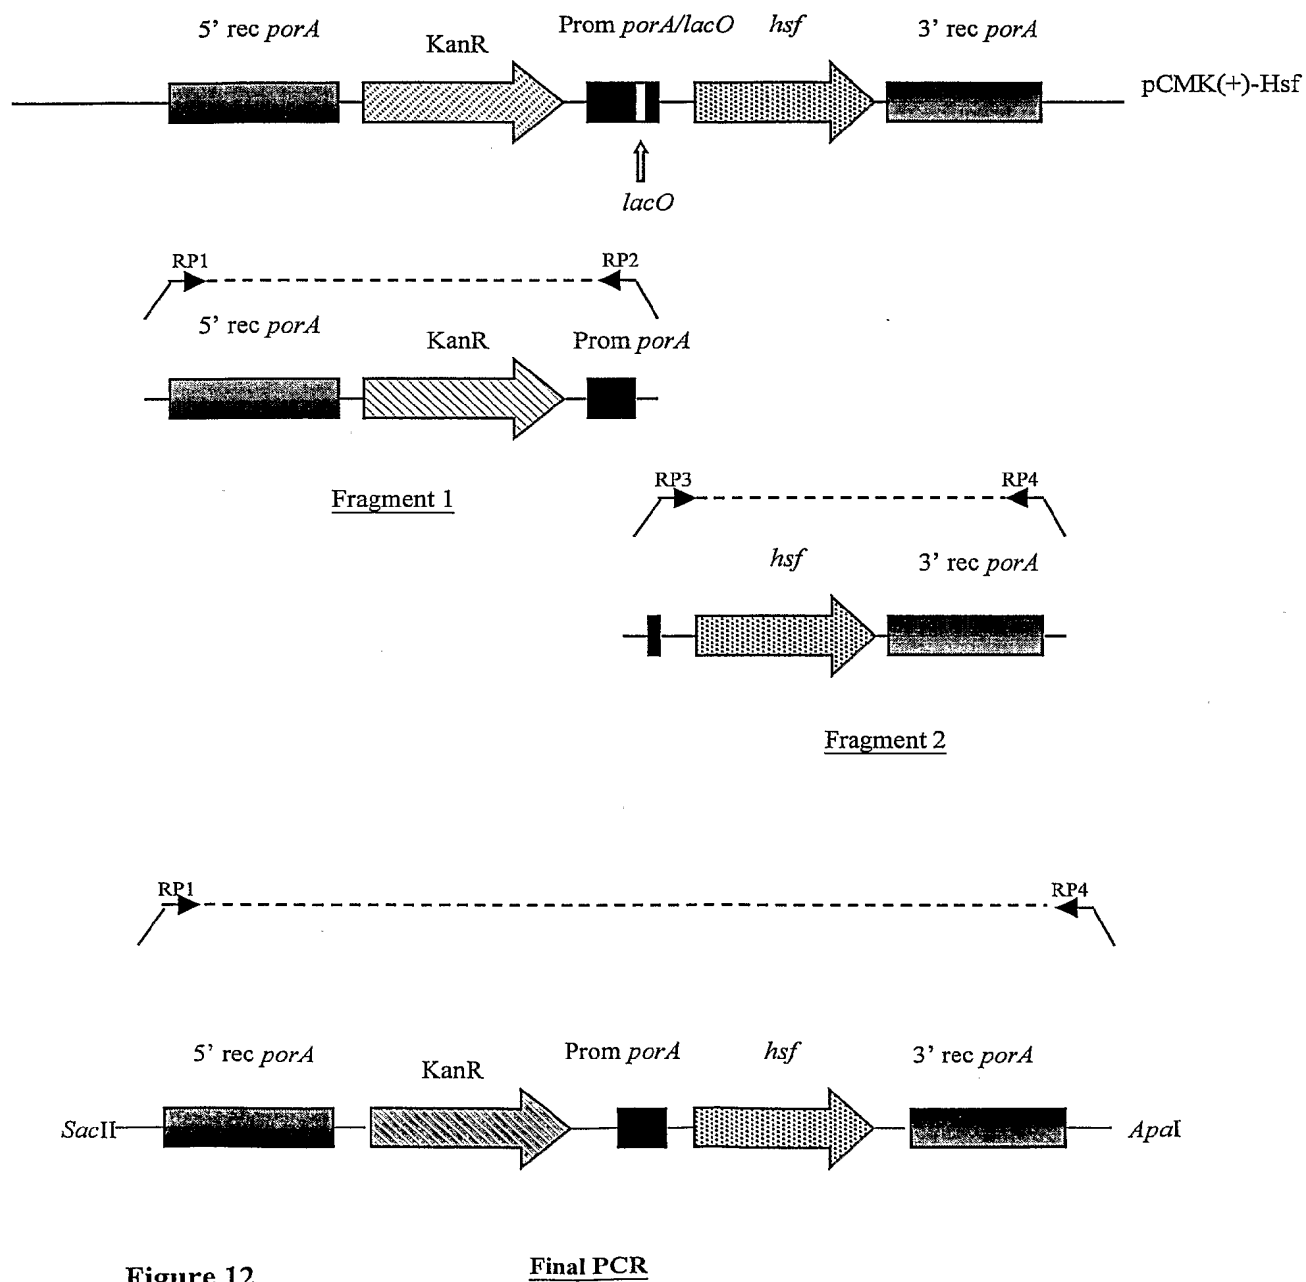 5' rec porA
KanR
Prom porA/lacO
hsf
3' rec porA
pCMK(+)-Hsf
lacO
RP1
RP2
5' rec porA
KanR
Prom porA
Fragment 1
RP3
RP4
hsf
3' rec porA
Fragment 2
RP1
RP4
5' rec porA
KanR
Prom porA
hsf
3' rec porA
SacII
ApaI
Final PCR
Figure 12